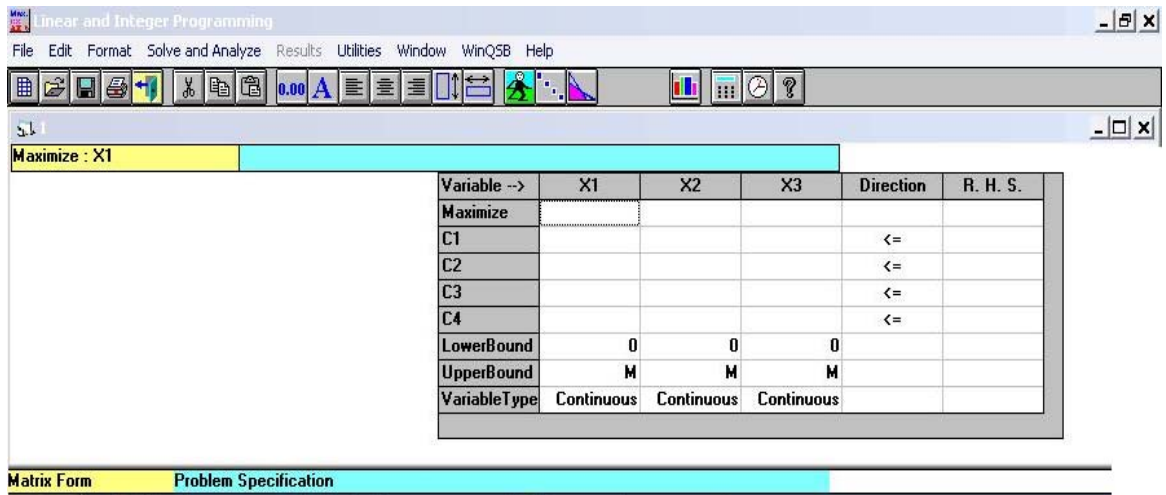 Linear and Integer Programming
File Edit Format Solve and Analyze Results Utilities Window WinQSB Help
0.00 A
Maximize : X1
Variable --> X1 X2 X3 Direction R. H. S.
Maximize
C1 <=
C2 <=
C3 <=
C4 <=
LowerBound 0 0 0
UpperBound M M M
VariableType Continuous Continuous Continuous
Matrix Form Problem Specification